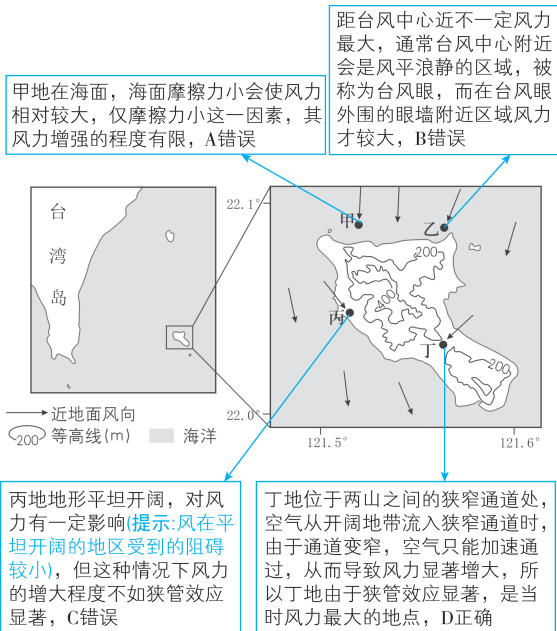 距台风中心近不一定风力
最大，通常台风中心附近
会是风平浪静的区域，被
称为台风眼，而在台风眼
外围的眼墙附近区域风力
才较大，B错误
甲地在海面，海面摩擦力小会使风力
相对较大，仅摩擦力小这一因素，其
风力增强的程度有限，A错误
台
湾
岛
22.1°
22.0°
121.5°
121.6°
甲
乙
丙
丁
200
400
200
近地面风向
200 等高线(m)
海洋
丙地地形平坦开阔，对风
力有一定影响(提示:风在平
坦开阔的地区受到的阻碍
较小)，但这种情况下风力
的增大程度不如狭管效应
显著，C错误
丁地位于两山之间的狭窄通道处，
空气从开阔地带流入狭窄通道时，
由于通道变窄，空气只能加速通
过，从而导致风力显著增大，所
以丁地由于狭管效应显著，是当
时风力最大的地点，D正确